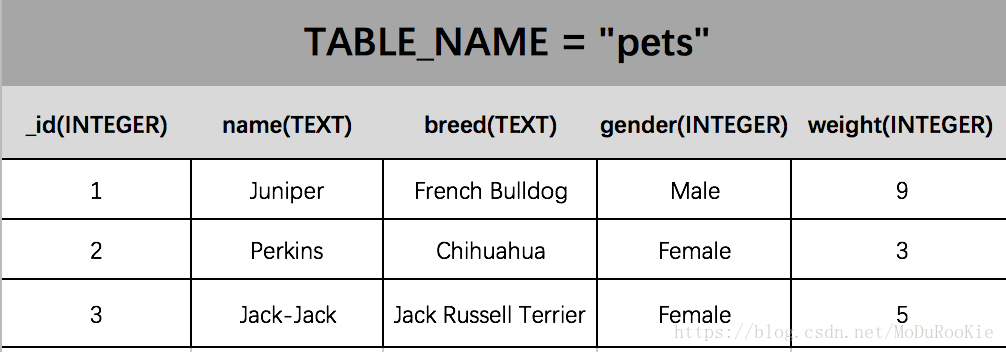 TABLE_NAME = "pets"
_id(INTEGER) name(TEXT) breed(TEXT) gender(INTEGER) weight(INTEGER)
1 Juniper French Bulldog Male 9
2 Perkins Chihuahua Female 3
3 Jack-Jack Jack Russell Terrier Female 5
https://blog.csdn.net/MoDuRooKie